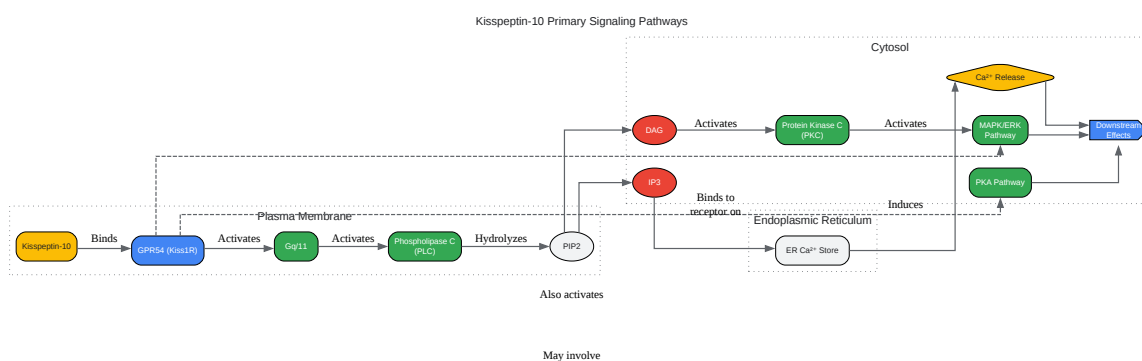 Kisspeptin-10 Primary Signaling Pathways
Cytosol
Ca²⁺ Release
DAG
Activates
Protein Kinase C
(PKC)
Activates
MAPK/ERK
Pathway
Downstream
Effects
IP3
PKA Pathway
Binds to
receptor on
Induces
Plasma Membrane
Endoplasmic Reticulum
Kisspeptin-10
Binds
GPR54 (Kiss1R)
Activates
Gq/11
Activates
Phospholipase C
(PLC)
Hydrolyzes
PIP2
ER Ca²⁺ Store
Also activates
May involve